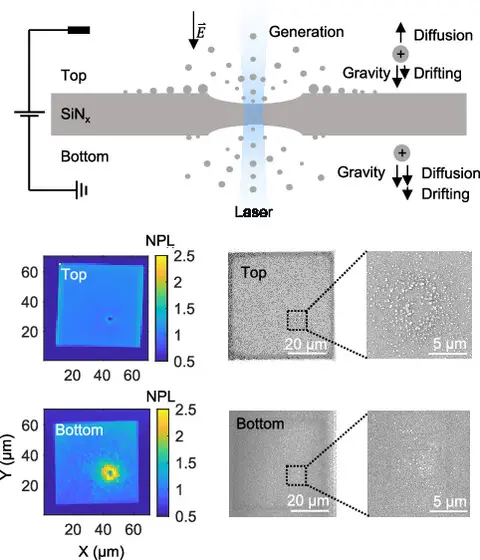 E
Generation
Diffusion
+
Gravity
Drifting
Top
SiNx
Bottom
+
Gravity
Diffusion
Drifting
NPL
60
40
20
Top
2.5
2
1.5
1
0.5
20 40 60
Top
20 μm
5 μm
NPL
60
40
20
Bottom
2.5
2
1.5
1
0.5
20 40 60
Y (μm)
X (μm)
Bottom
20 μm
5 μm